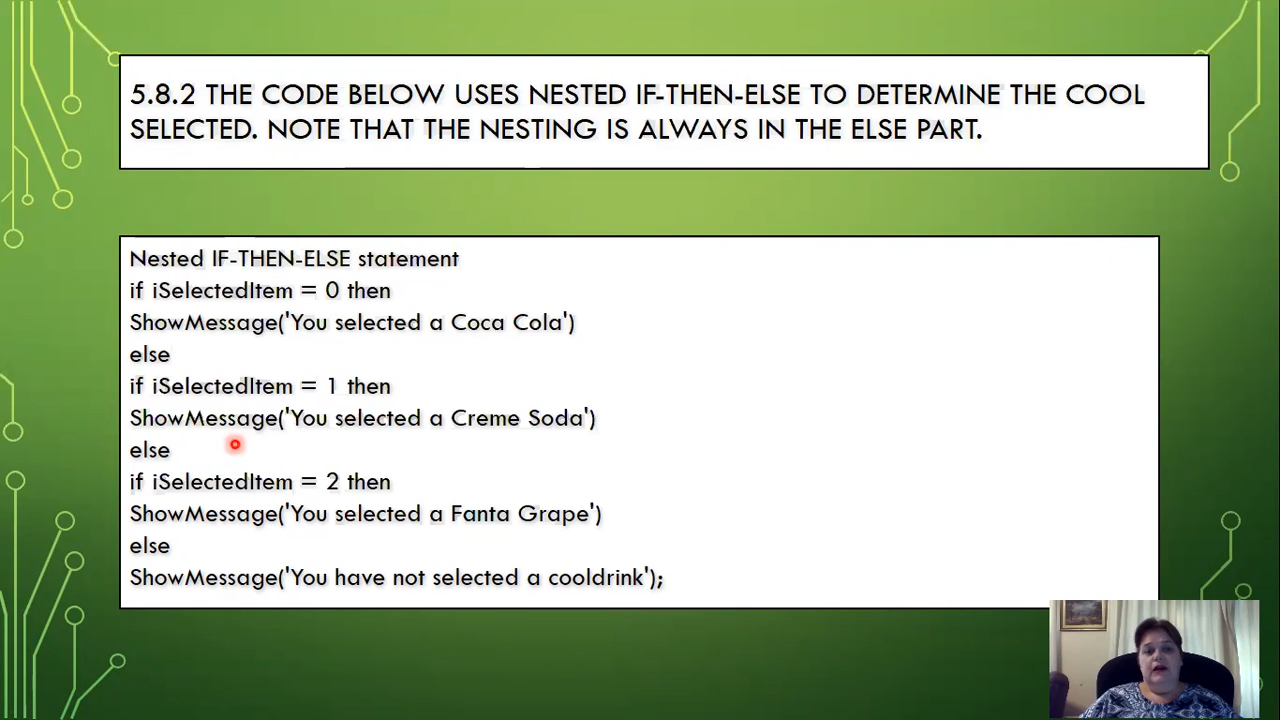 5.8.2 THE CODE BELOW USES NESTED IF-THEN-ELSE TO DETERMINE THE COOL
SELECTED. NOTE THAT THE NESTING IS ALWAYS IN THE ELSE PART.
Nested IF-THEN-ELSE statement
if iSelectedItem = 0 then
ShowMessage('You selected a Coca Cola')
else
if iSelectedItem = 1 then
ShowMessage('You selected a Creme Soda')
else
if iSelectedItem = 2 then
ShowMessage('You selected a Fanta Grape')
else
ShowMessage('You have not selected a cooldrink');